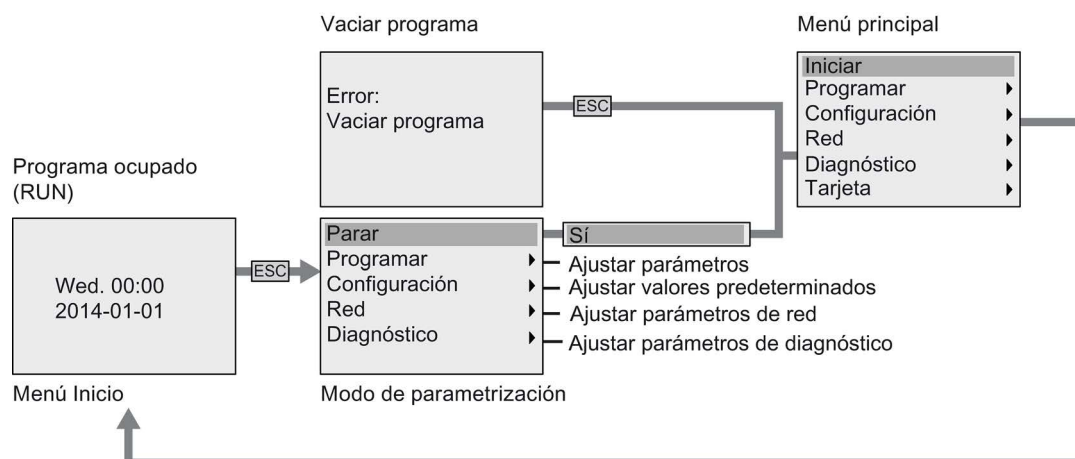 Vaciar programa
Menú principal
Error:
Vaciar programa
ESC
Iniciar
Programar
Configuración
Red
Diagnóstico
Tarjeta
Programa ocupado
(RUN)
Wed. 00:00
2014-01-01
Menú Inicio
ESC
Parar
Programar
Configuración
Red
Diagnóstico
Modo de parametrización
Sí
Ajustar parámetros
Ajustar valores predeterminados
Ajustar parámetros de red
Ajustar parámetros de diagnóstico